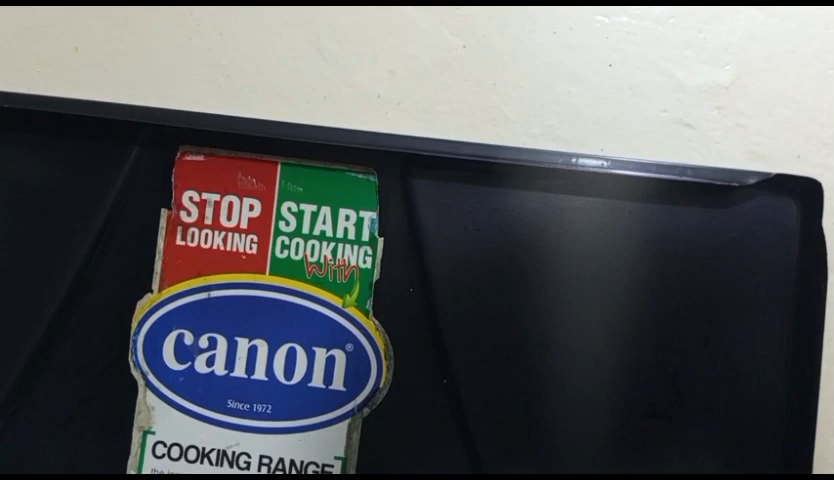 STOP
LOOKING
START
COOKING
With
canon®
Since 1972
COOKING RANGE